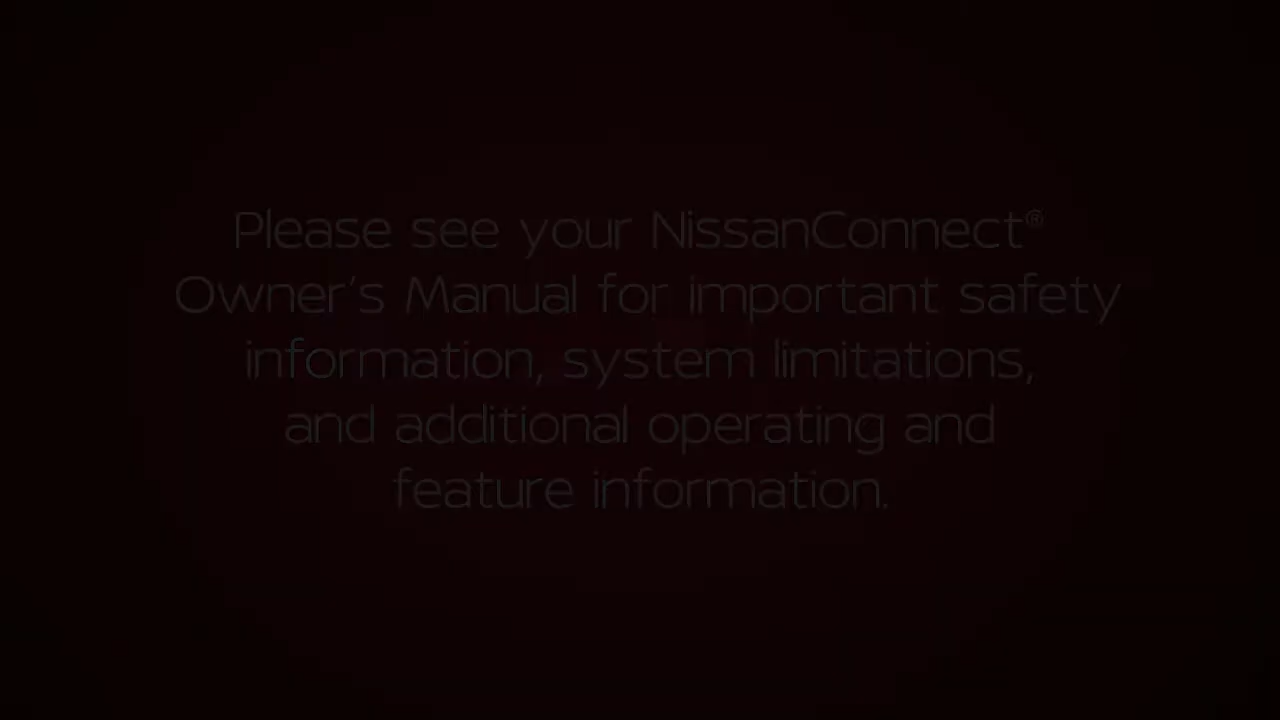 Please see your NissanConnect®
Owner's Manual for important safety
information, system limitations,
and additional operating and
feature information.